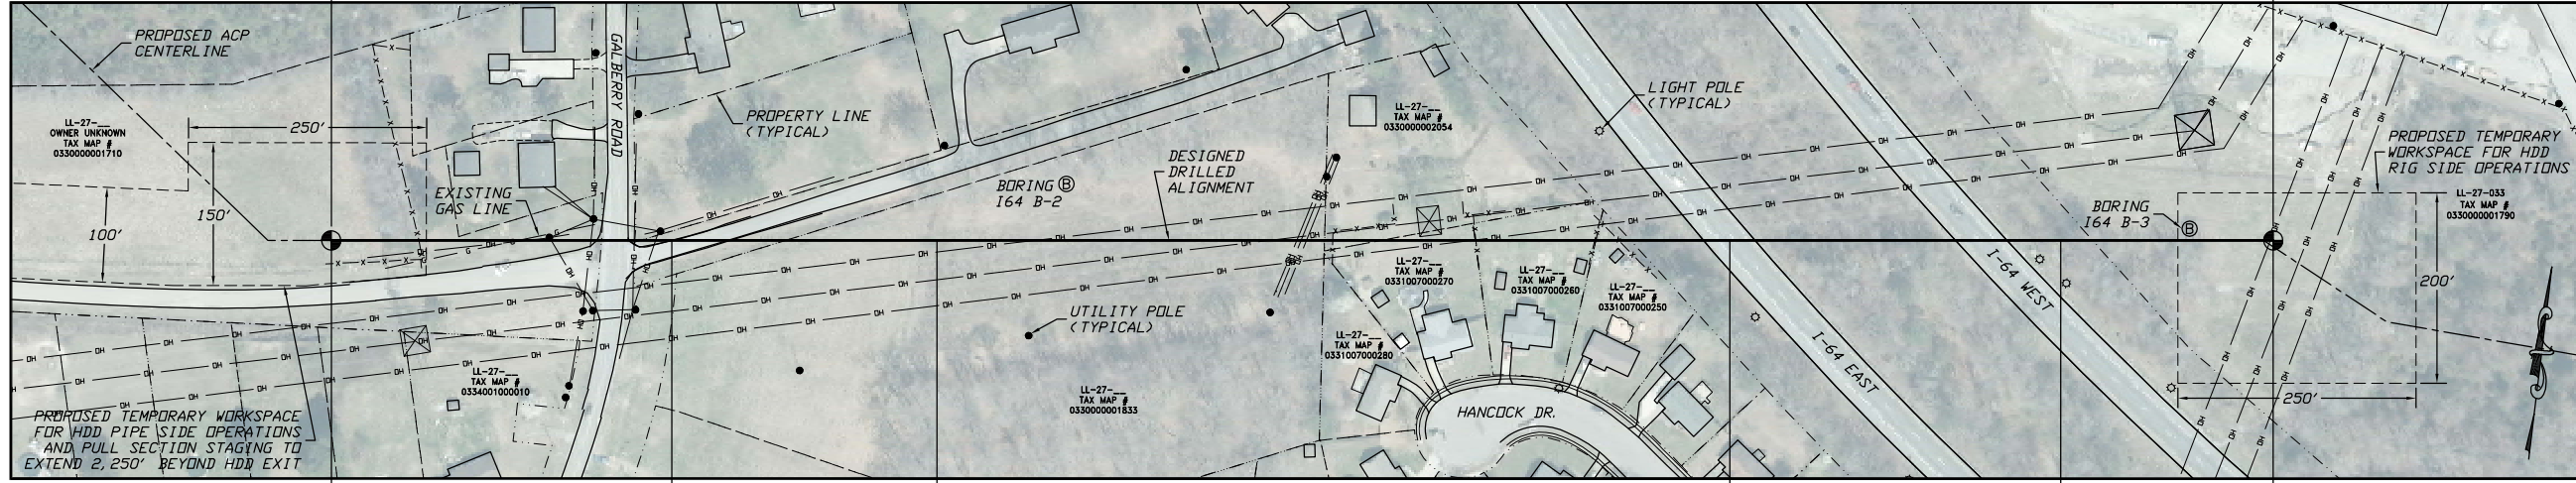 PROPOSED ACP
CENTERLINE
LL-27-__
OWNER UNKNOWN
TAX MAP #
0330000001710
250'
150'
100'
EXISTING
GAS LINE
GALBERRY ROAD
PROPERTY LINE
(TYPICAL)
BORING B
I64 B-2
DESIGNED
DRILLED
ALIGNMENT
LL-27-__
TAX MAP #
0330000002054
LIGHT POLE
(TYPICAL)
PROPOSED TEMPORARY
WORKSPACE FOR HDD
RIG SIDE OPERATIONS
LL-27-033
TAX MAP #
0330000001790
BORING
I64 B-3
B
200'
250'
I-64 WEST
I-64 EAST
LL-27-__
TAX MAP #
0331007000270
LL-27-__
TAX MAP #
0331007000260
LL-27-__
TAX MAP #
0331007000250
LL-27-__
TAX MAP #
0331007000280
UTILITY POLE
(TYPICAL)
LL-27-__
TAX MAP #
0330000001833
HANCOCK DR.
LL-27-__
TAX MAP #
0334001000010
PROPOSED TEMPORARY WORKSPACE
FOR HDD PIPE SIDE OPERATIONS
AND PULL SECTION STAGING TO
EXTEND 2,250' BEYOND HDD EXIT